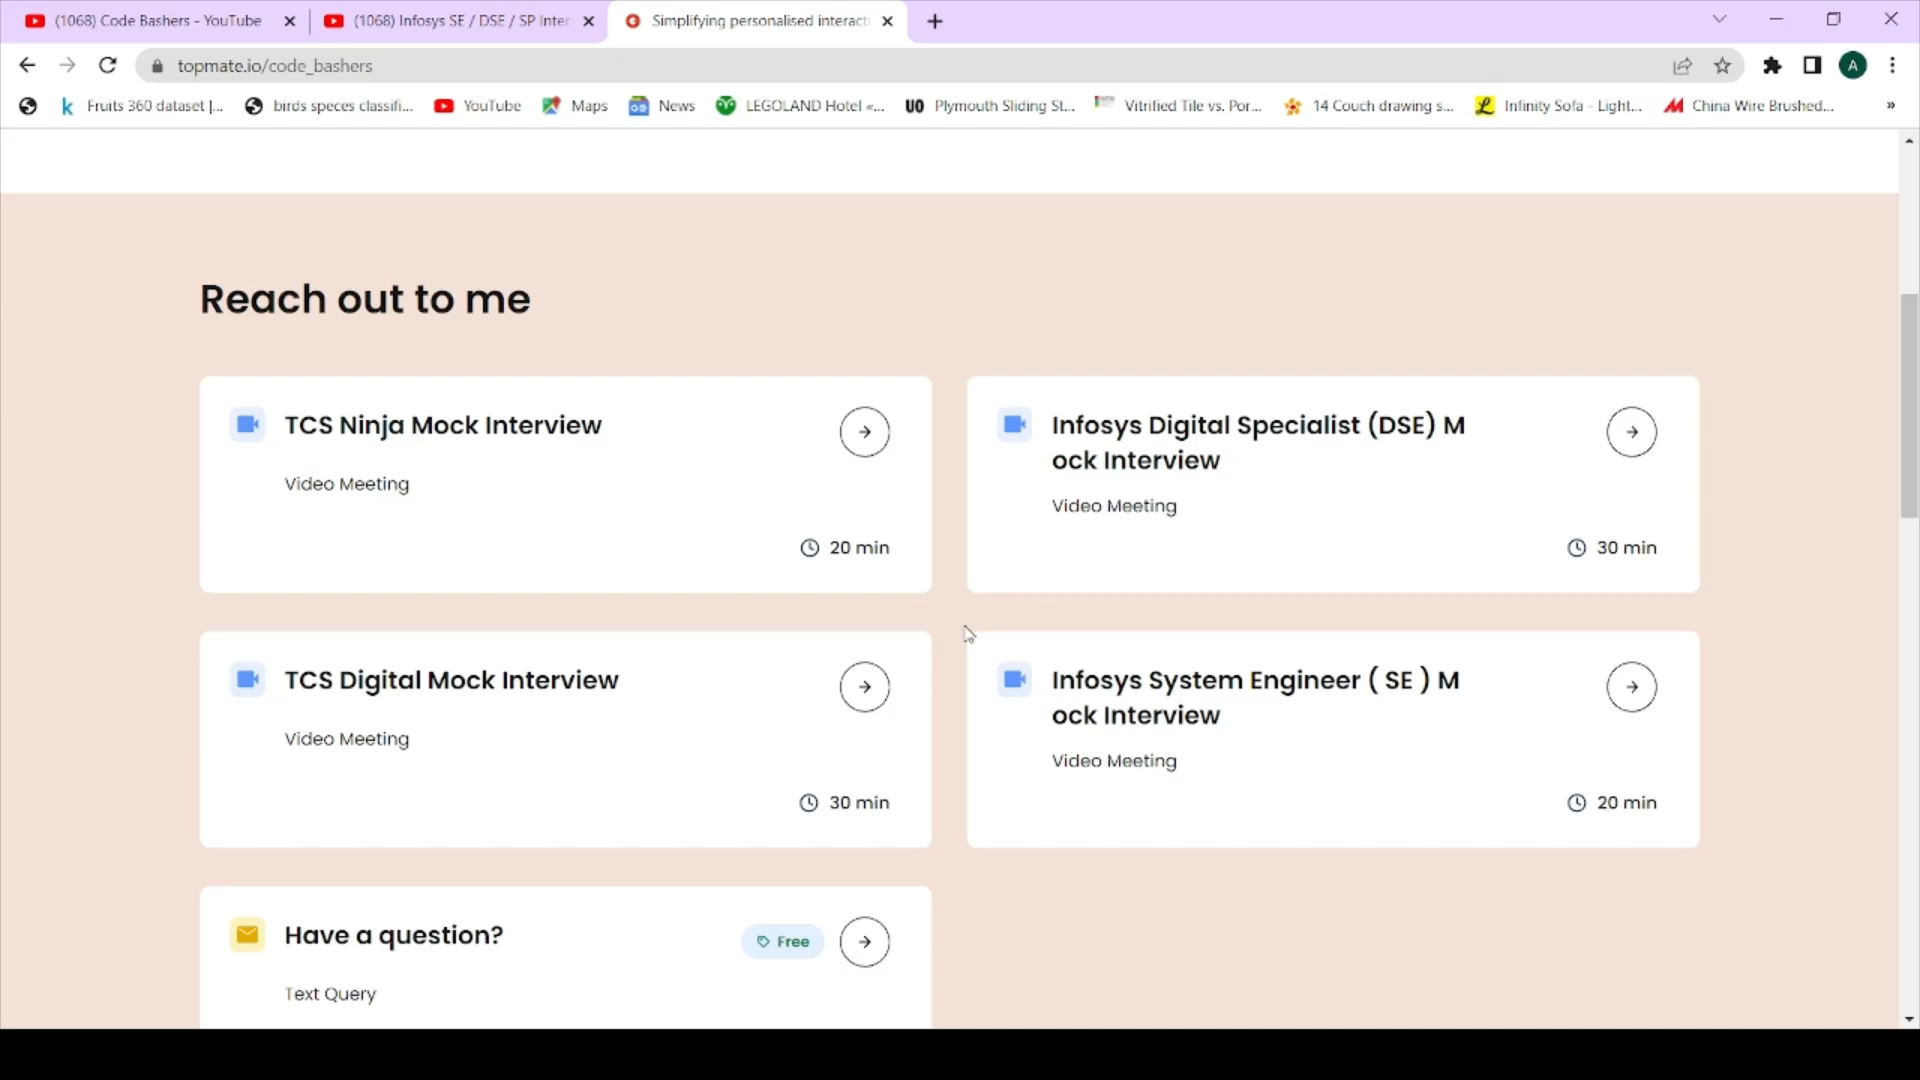 (1068) Code Bashers - YouTube
(1068) Infosys SE / DSE / SP Inter
Simplifying personalised interacti
topmate.io/code_bashers
A
Fruits 360 dataset |...
birds speces classifi...
YouTube
Maps
News
LEGOLAND Hotel «...
UO Plymouth Sliding St...
Vitrified Tile vs. Por...
14 Couch drawing s...
Infinity Sofa - Light...
China Wire Brushed...
»
Reach out to me
TCS Ninja Mock Interview
Video Meeting
20 min
Infosys Digital Specialist (DSE) M
ock Interview
Video Meeting
30 min
TCS Digital Mock Interview
Video Meeting
30 min
Infosys System Engineer ( SE ) M
ock Interview
Video Meeting
20 min
Have a question?
Free
Text Query